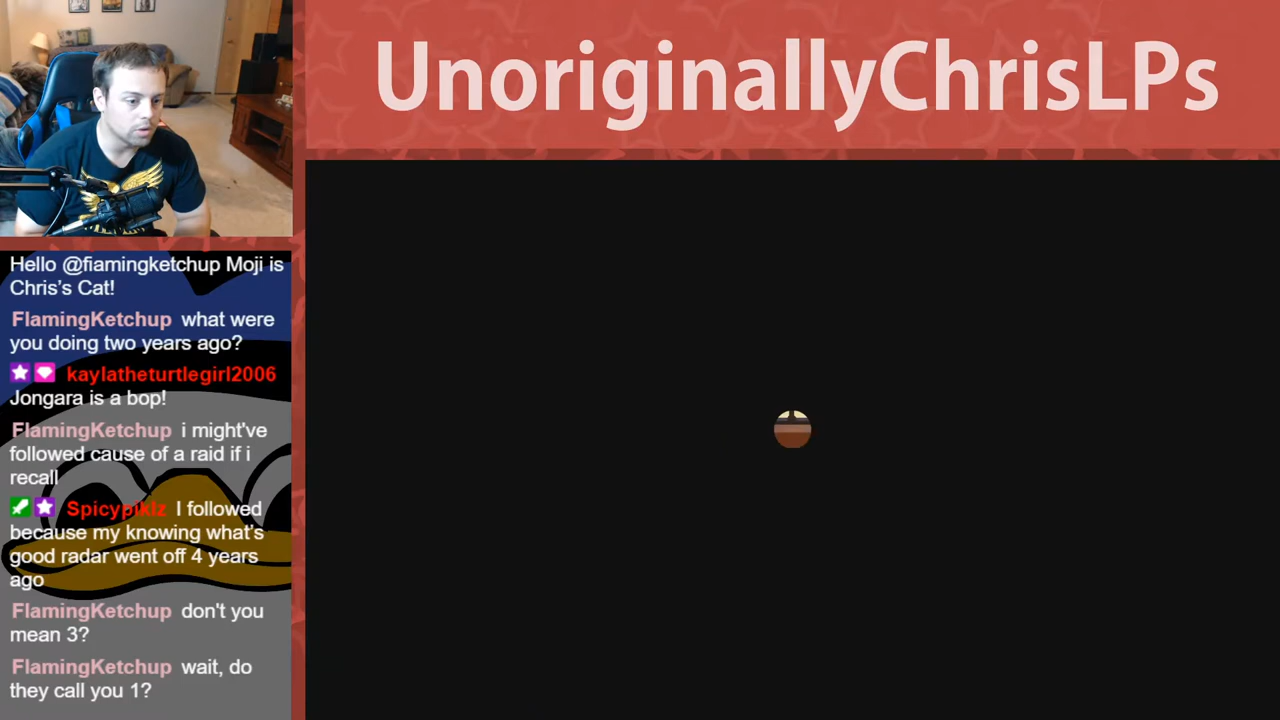 UnoriginallyChrisLPs
Hello @fiamingketchup Moji is
Chris's Cat!
FlamingKetchup what were
you doing two years ago?
kaylatheturtlegirl2006
Jongara is a bop!
FlamingKetchup i might've
followed cause of a raid if i
recall
Spicypiklz I followed
because my knowing what's
good radar went off 4 years
ago
FlamingKetchup don't you
mean 3?
FlamingKetchup wait, do
they call you 1?